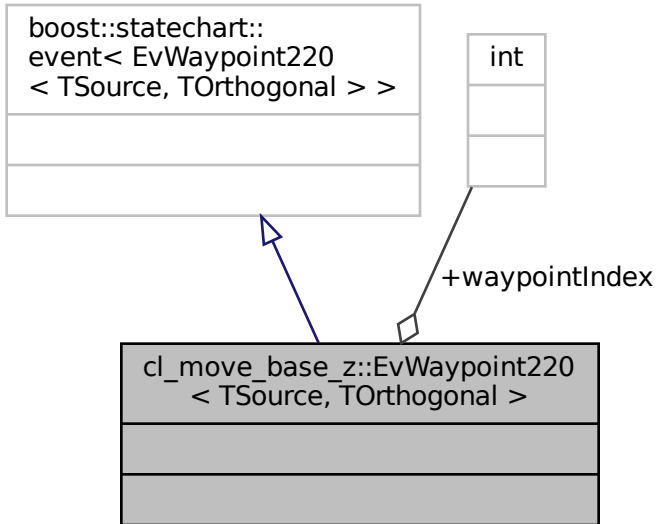 boost::statechart::
event< EvWaypoint220
< TSource, TOrthogonal > >
int
+waypointIndex
cl_move_base_z::EvWaypoint220
< TSource, TOrthogonal >